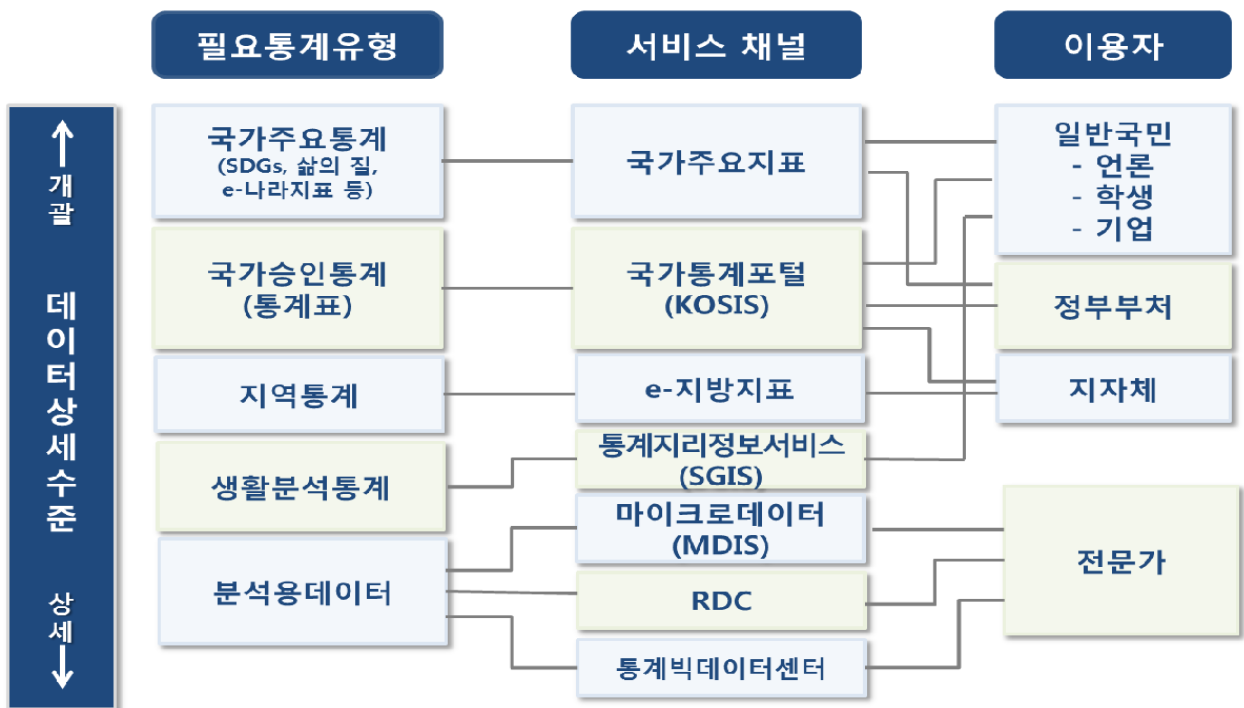 필요통계유형
서비스 채널
이용자
개괄
데이터상세수준
상세
국가주요통계
(SDGs, 삶의 질,
e-나라지표 등)
국가주요지표
일반국민
- 언론
- 학생
- 기업
국가승인통계
(통계표)
국가통계포털
(KOSIS)
정부부처
지역통계
e-지방지표
지자체
생활분석통계
통계지리정보서비스
(SGIS)
분석용데이터
마이크로데이터
(MDIS)
RDC
통계빅데이터센터
전문가